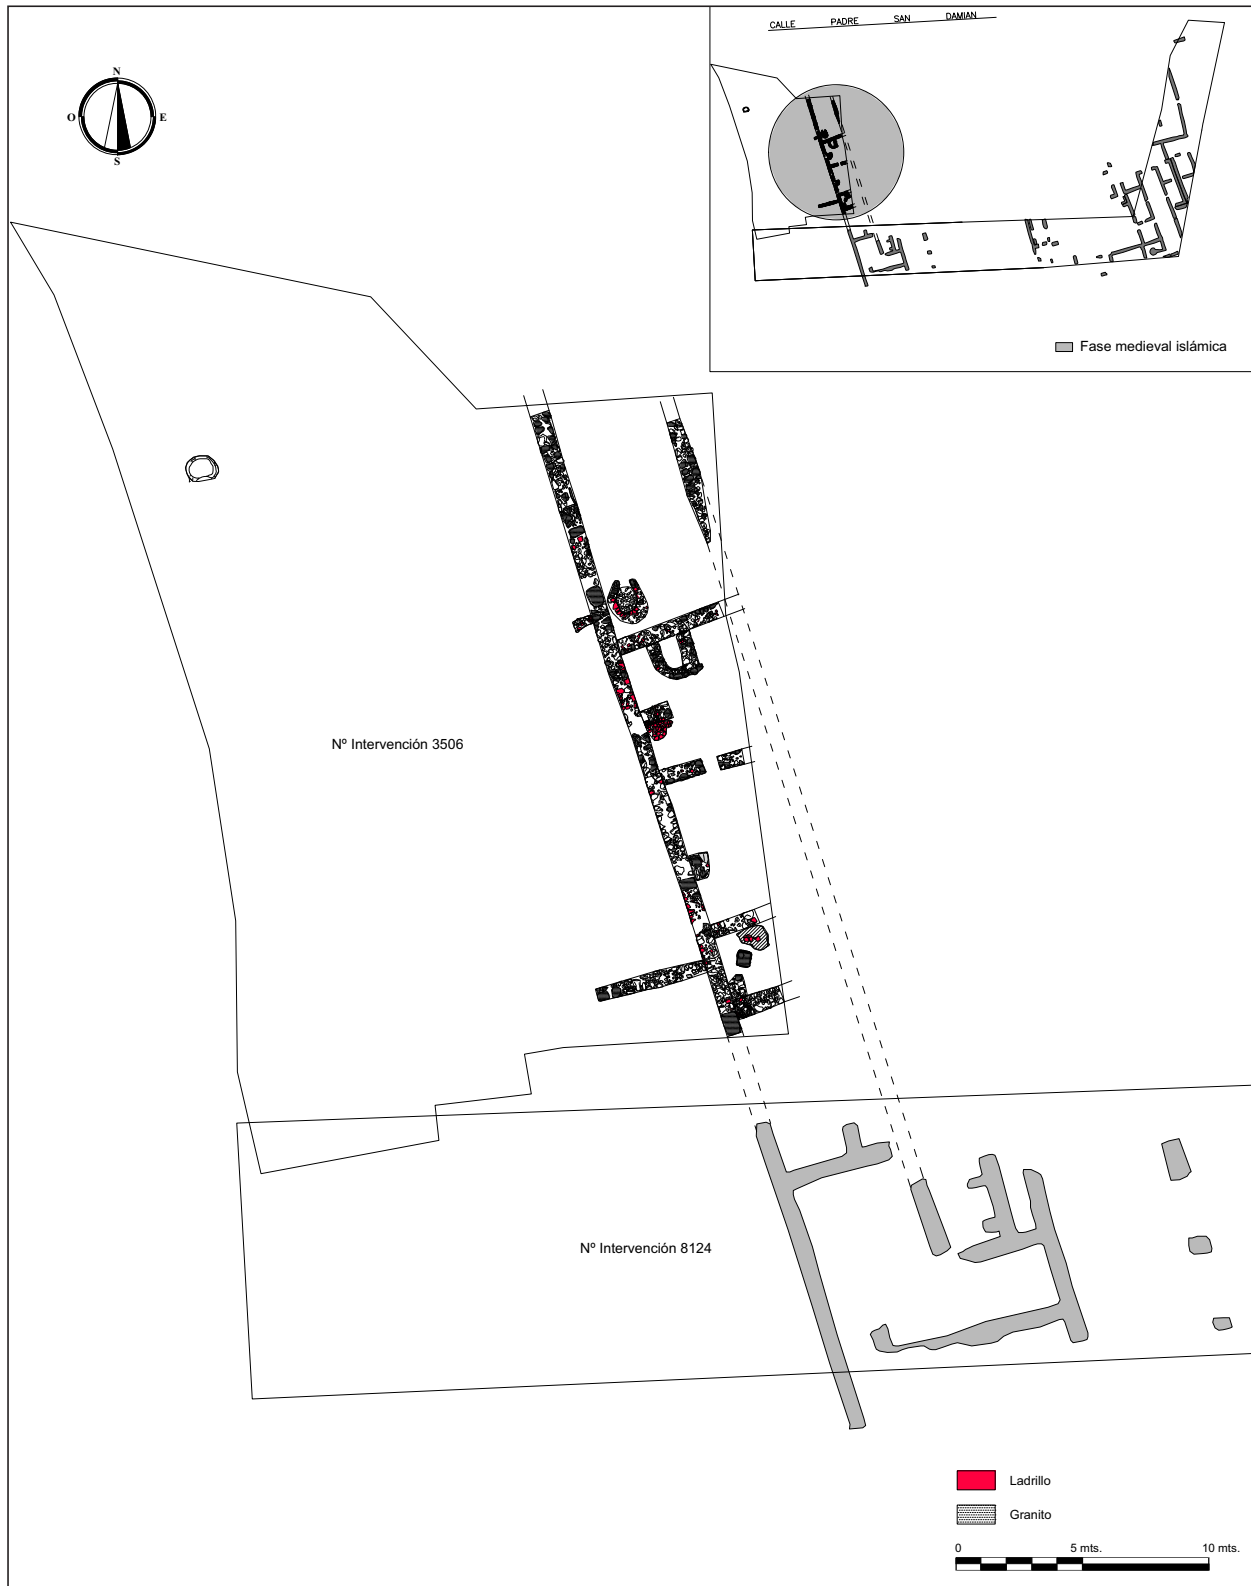 CALLE PADRE SAN DAMIAN
N
O E
S
Fase medieval islámica
Nº Intervención 3506
Nº Intervención 8124
Ladrillo
Granito
0 5 mts. 10 mts.